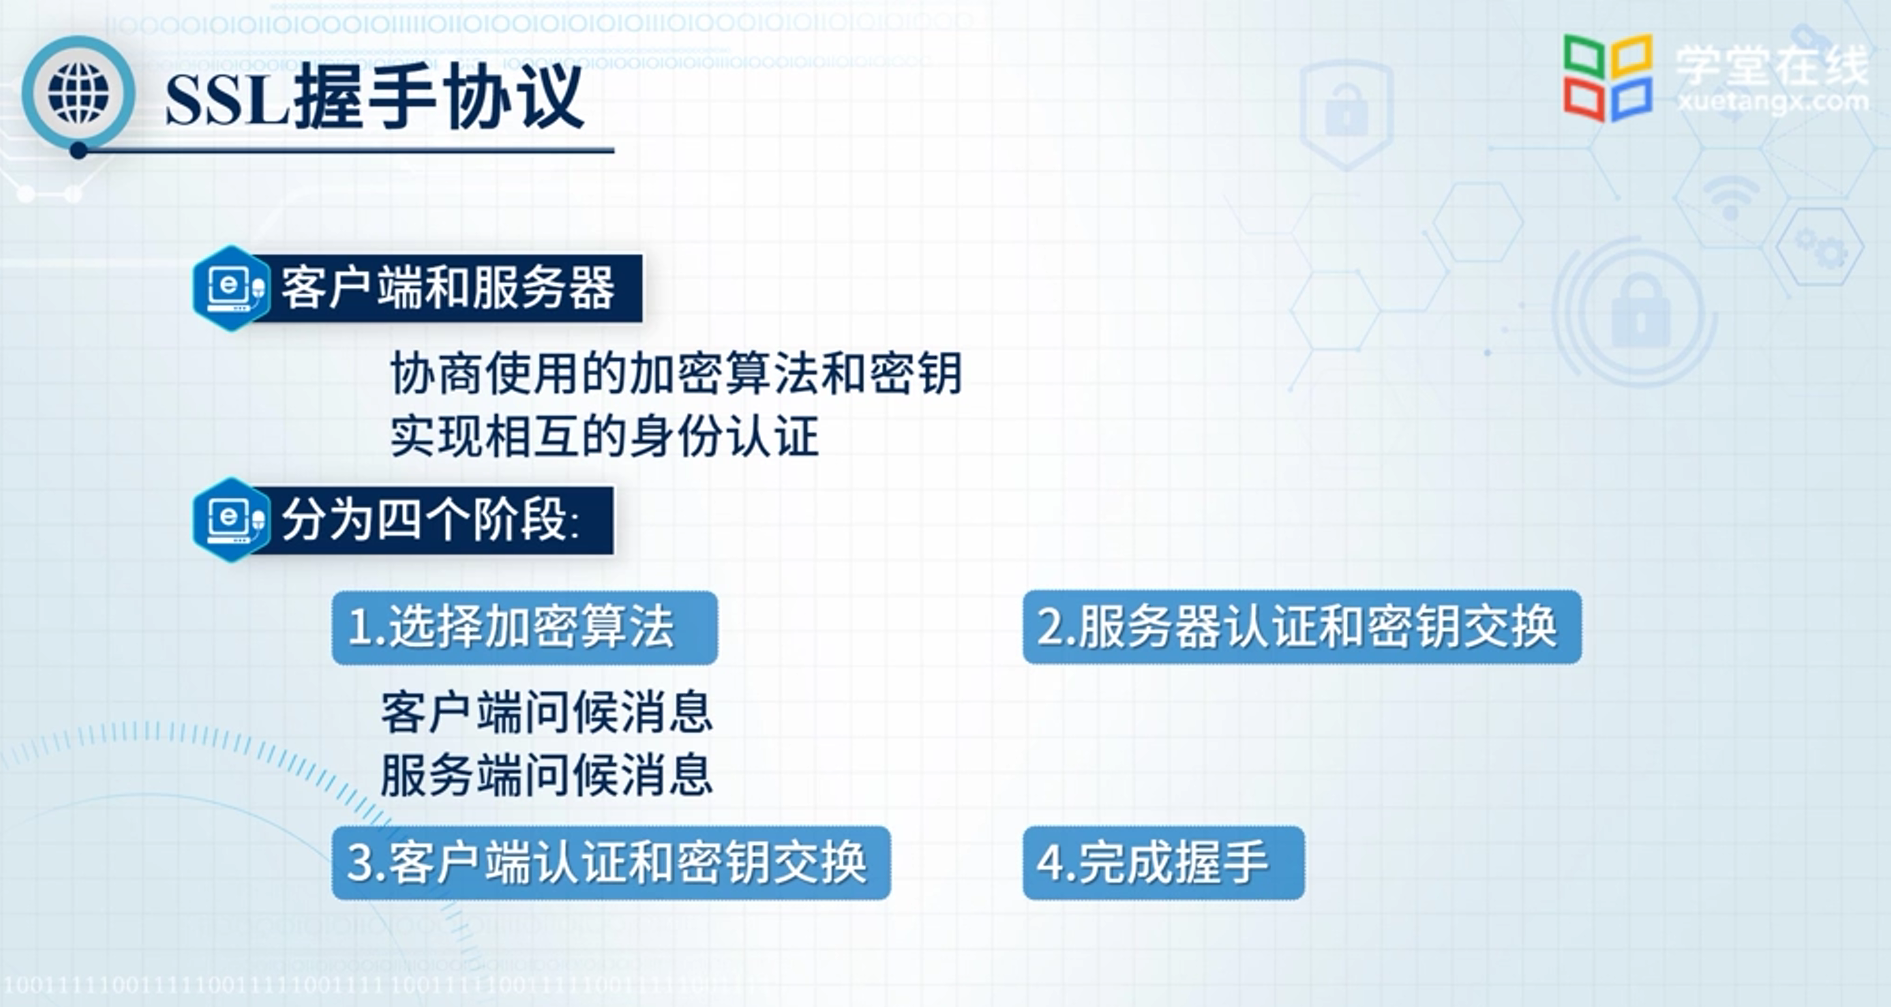 SSL握手协议
学堂在线
xuetangx.com
客户端和服务器
协商使用的加密算法和密钥
实现相互的身份认证
分为四个阶段:
1.选择加密算法
2.服务器认证和密钥交换
客户端问候消息
服务端问候消息
3.客户端认证和密钥交换
4.完成握手